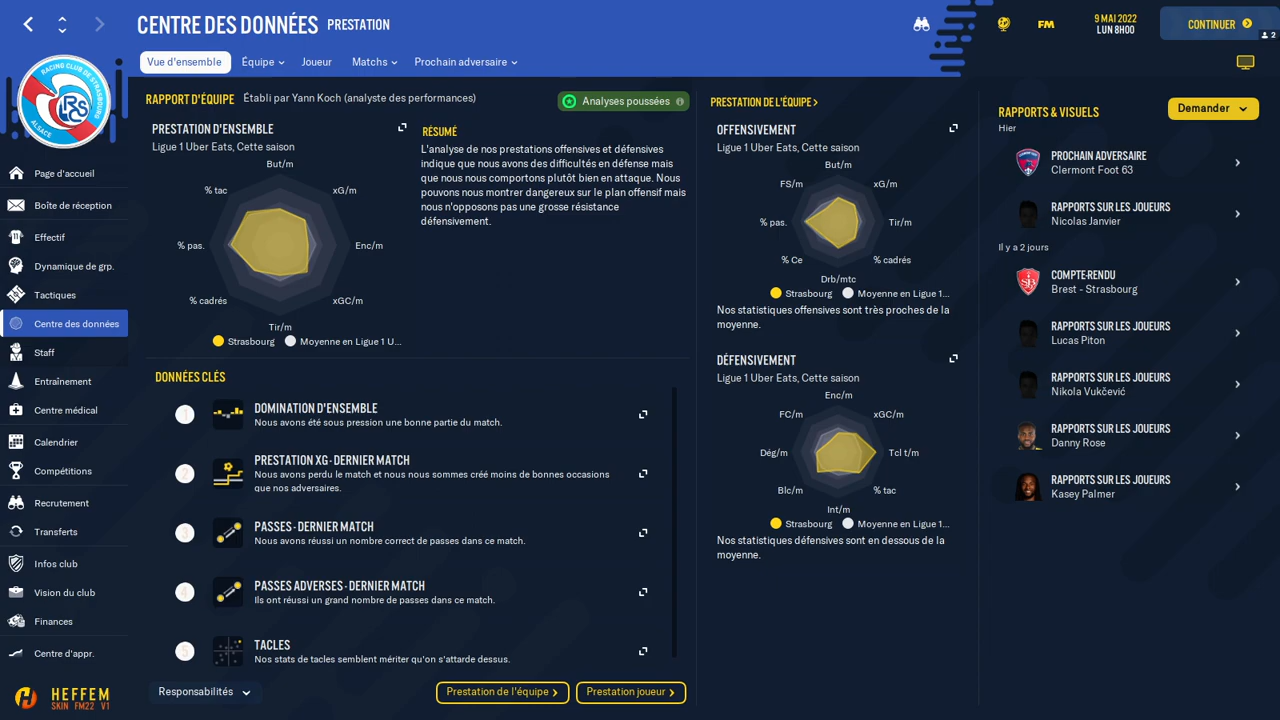 CENTRE DES DONNÉES PRESTATION
FM
9 MAI 2022
LUN 8H00
CONTINUER
2
Vue d'ensemble Équipe Joueur Matchs Prochain adversaire
RACING CLUB DE STRASBOURG
ALSACE
Page d'accueil
Boîte de réception
11
Effectif
Dynamique de grp.
Tactiques
Centre des données
Staff
Entraînement
Centre médical
Calendrier
Compétitions
Recrutement
Transferts
Infos club
Vision du club
Finances
Centre d'appr.
HEFFEM
SKIN FM22 V1
RAPPORT D'ÉQUIPE Établi par Yann Koch (analyste des performances)
Analyses poussées
PRESTATION D'ENSEMBLE
Ligue 1 Uber Eats, Cette saison
But/m
% tac xG/m
% pas. Enc/m
% cadrés xGC/m
Tir/m
Strasbourg Moyenne en Ligue 1 U...
RÉSUMÉ
L'analyse de nos prestations offensives et défensives
indique que nous avons des difficultés en défense mais
que nous nous comportons plutôt bien en attaque. Nous
pouvons nous montrer dangereux sur le plan offensif mais
nous n'opposons pas une grosse résistance
défensivement.
DONNÉES CLÉS
1
DOMINATION D'ENSEMBLE
Nous avons été sous pression une bonne partie du match.
2
PRESTATION XG - DERNIER MATCH
Nous avons perdu le match et nous nous sommes créé moins de bonnes occasions
que nos adversaires.
3
PASSES - DERNIER MATCH
Nous avons réussi un nombre correct de passes dans ce match.
4
PASSES ADVERSES - DERNIER MATCH
Ils ont réussi un grand nombre de passes dans ce match.
5
TACLES
Nos stats de tacles semblent mériter qu'on s'attarde dessus.
Responsabilités
Prestation de l'équipe
Prestation joueur
PRESTATION DE L'ÉQUIPE
OFFENSIVEMENT
Ligue 1 Uber Eats, Cette saison
But/m
FS/m xG/m
% pas. Tir/m
% Ce % cadrés
Drb/mtc
Strasbourg Moyenne en Ligue 1...
Nos statistiques offensives sont très proches de la
moyenne.
DÉFENSIVEMENT
Ligue 1 Uber Eats, Cette saison
Enc/m
FC/m xGC/m
Dég/m Tcl t/m
Blc/m % tac
Int/m
Strasbourg Moyenne en Ligue 1...
Nos statistiques défensives sont en dessous de la
moyenne.
RAPPORTS & VISUELS
Demander
Hier
PROCHAIN ADVERSAIRE
Clermont Foot 63
RAPPORTS SUR LES JOUEURS
Nicolas Janvier
Il y a 2 jours
COMPTE-RENDU
Brest - Strasbourg
RAPPORTS SUR LES JOUEURS
Lucas Piton
RAPPORTS SUR LES JOUEURS
Nikola Vukčević
RAPPORTS SUR LES JOUEURS
Danny Rose
RAPPORTS SUR LES JOUEURS
Kasey Palmer